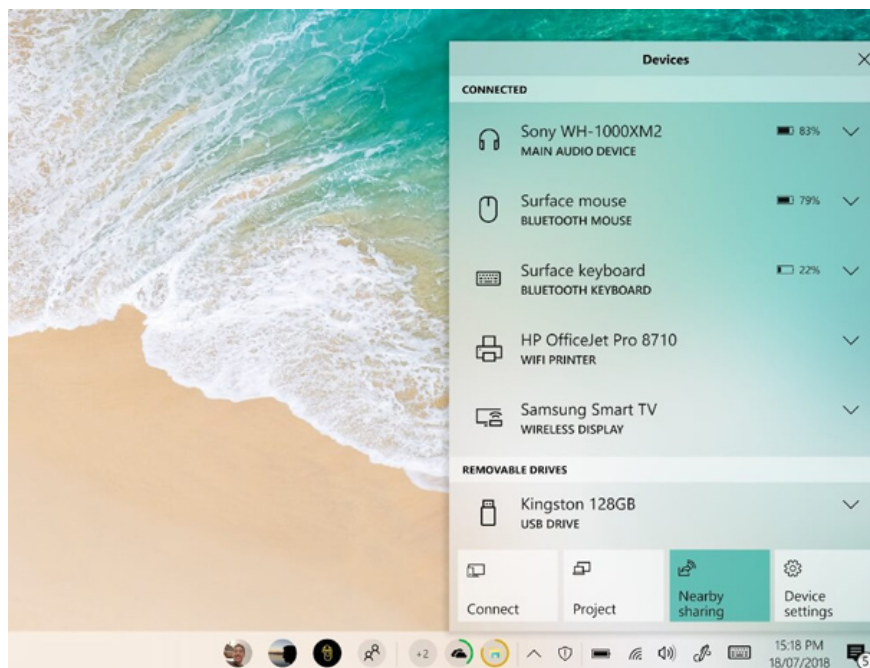 Devices
CONNECTED
Sony WH-1000XM2
83%
MAIN AUDIO DEVICE
Surface mouse
79%
BLUETOOTH MOUSE
Surface keyboard
22%
BLUETOOTH KEYBOARD
HP OfficeJet Pro 8710
WIFI PRINTER
Samsung Smart TV
WIRELESS DISPLAY
REMOVABLE DRIVES
Kingston 128GB
USB DRIVE
Connect
Project
Nearby
sharing
Device
settings
+2
15:18 PM
18/07/2018
5